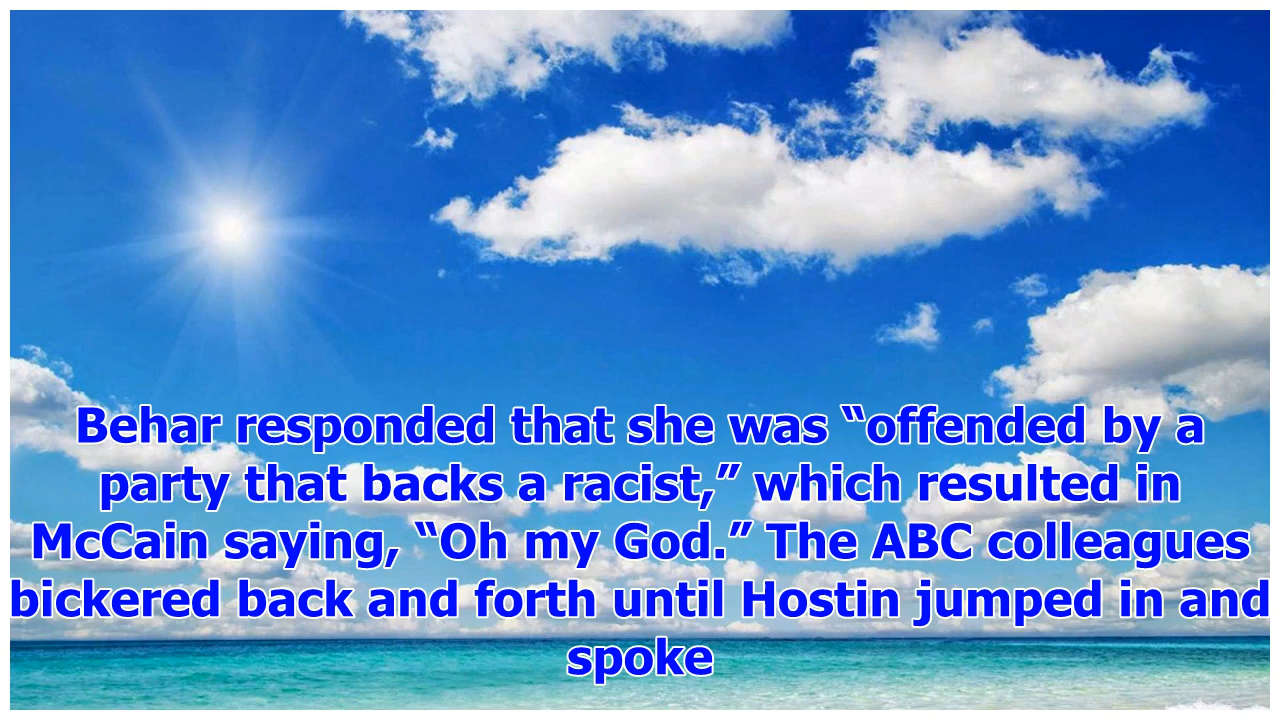 Behar responded that she was “offended by a
party that backs a racist,” which resulted in
McCain saying, “Oh my God.” The ABC colleagues
bickered back and forth until Hostin jumped in and
spoke